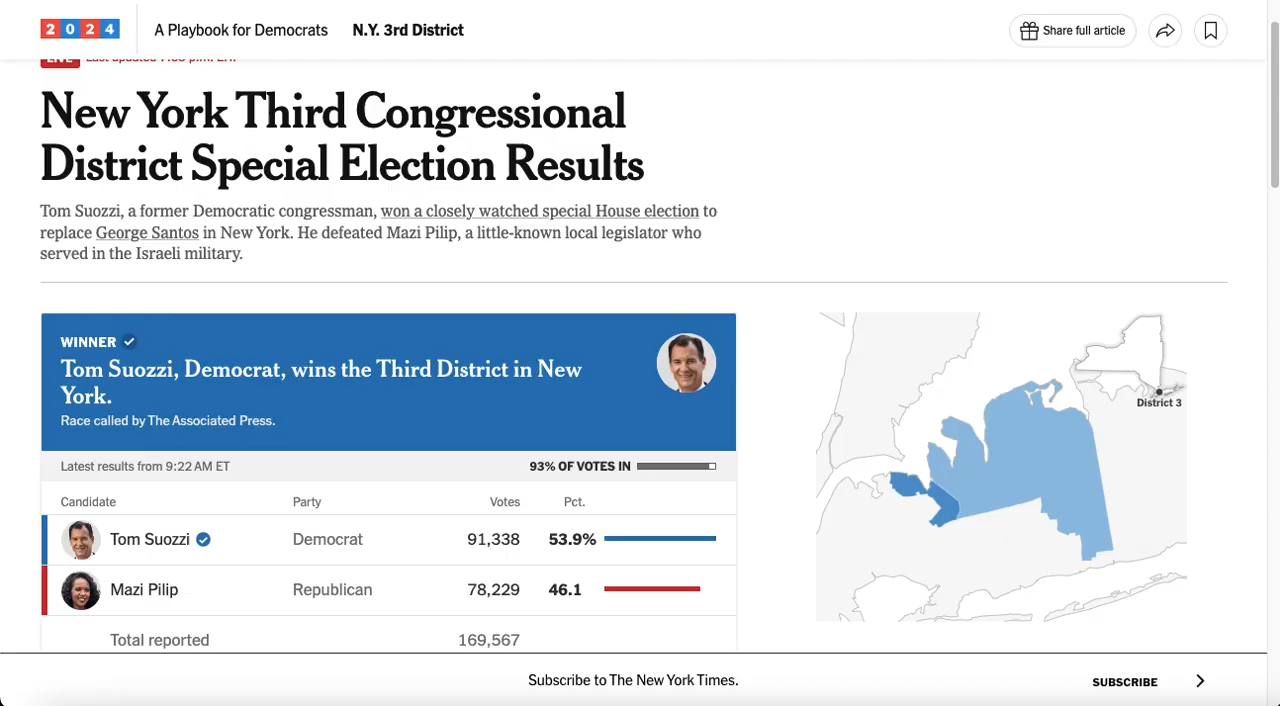 2024 A Playbook for Democrats N.Y. 3rd District Share full article
New York Third Congressional
District Special Election Results
Tom Suozzi, a former Democratic congressman, won a closely watched special House election to
replace George Santos in New York. He defeated Mazi Pilip, a little-known local legislator who
served in the Israeli military.
WINNER
Tom Suozzi, Democrat, wins the Third District in New
York.
Race called by The Associated Press.
Latest results from 9:22 AM ET 93% OF VOTES IN
Candidate Party Votes Pct.
Tom Suozzi Democrat 91,338 53.9%
Mazi Pilip Republican 78,229 46.1
Total reported 169,567
District 3
Subscribe to The New York Times. SUBSCRIBE